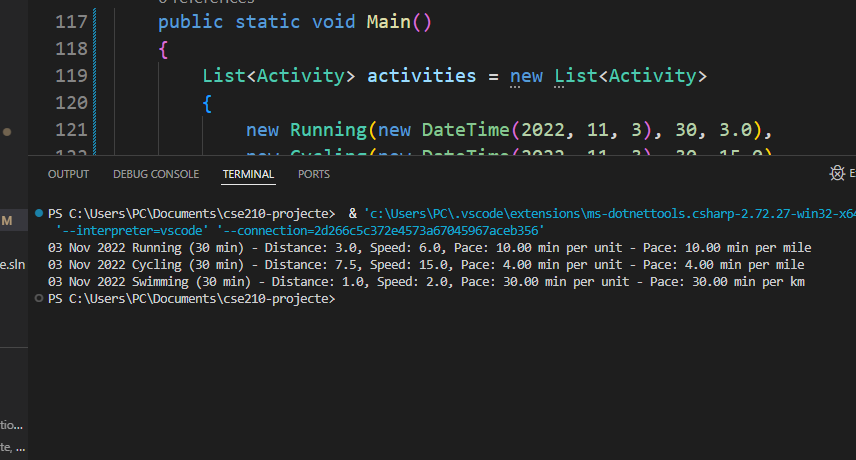 0 references
117 public static void Main()
118 {
119 List<Activity> activities = new List<Activity>
120 {
121 new Running(new DateTime(2022, 11, 3), 30, 3.0),
OUTPUT DEBUG CONSOLE TERMINAL PORTS
PS C:\Users\PC\Documents\cse210-projecte> & 'c:\Users\PC\.vscode\extensions\ms-dotnettools.csharp-2.72.27-win32-x64
M
'--interpreter=vscode' '--connection=2d266c5c372e4573a67045967aceb356'
03 Nov 2022 Running (30 min) - Distance: 3.0, Speed: 6.0, Pace: 10.00 min per unit - Pace: 10.00 min per mile
e.sln
03 Nov 2022 Cycling (30 min) - Distance: 7.5, Speed: 15.0, Pace: 4.00 min per unit - Pace: 4.00 min per mile
03 Nov 2022 Swimming (30 min) - Distance: 1.0, Speed: 2.0, Pace: 30.00 min per unit - Pace: 30.00 min per km
PS C:\Users\PC\Documents\cse210-projecte>
tio...
te, ...